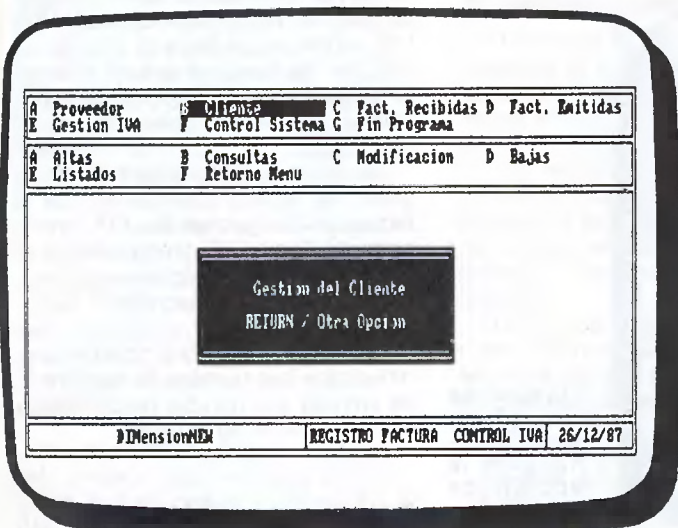 A Proveedor B Cliente C Fact. Recibidas D Fact. Emitidas
E Gestion IVA F Control Sistema G Fin Programa
A Altas B Consultas C Modificacion D Bajas
E Listados F Retorno Menu
Gestion del Cliente
RETURN / Otra Opcion
DIMensionNEW REGISTRO FACTURA CONTROL IVA 26/12/87